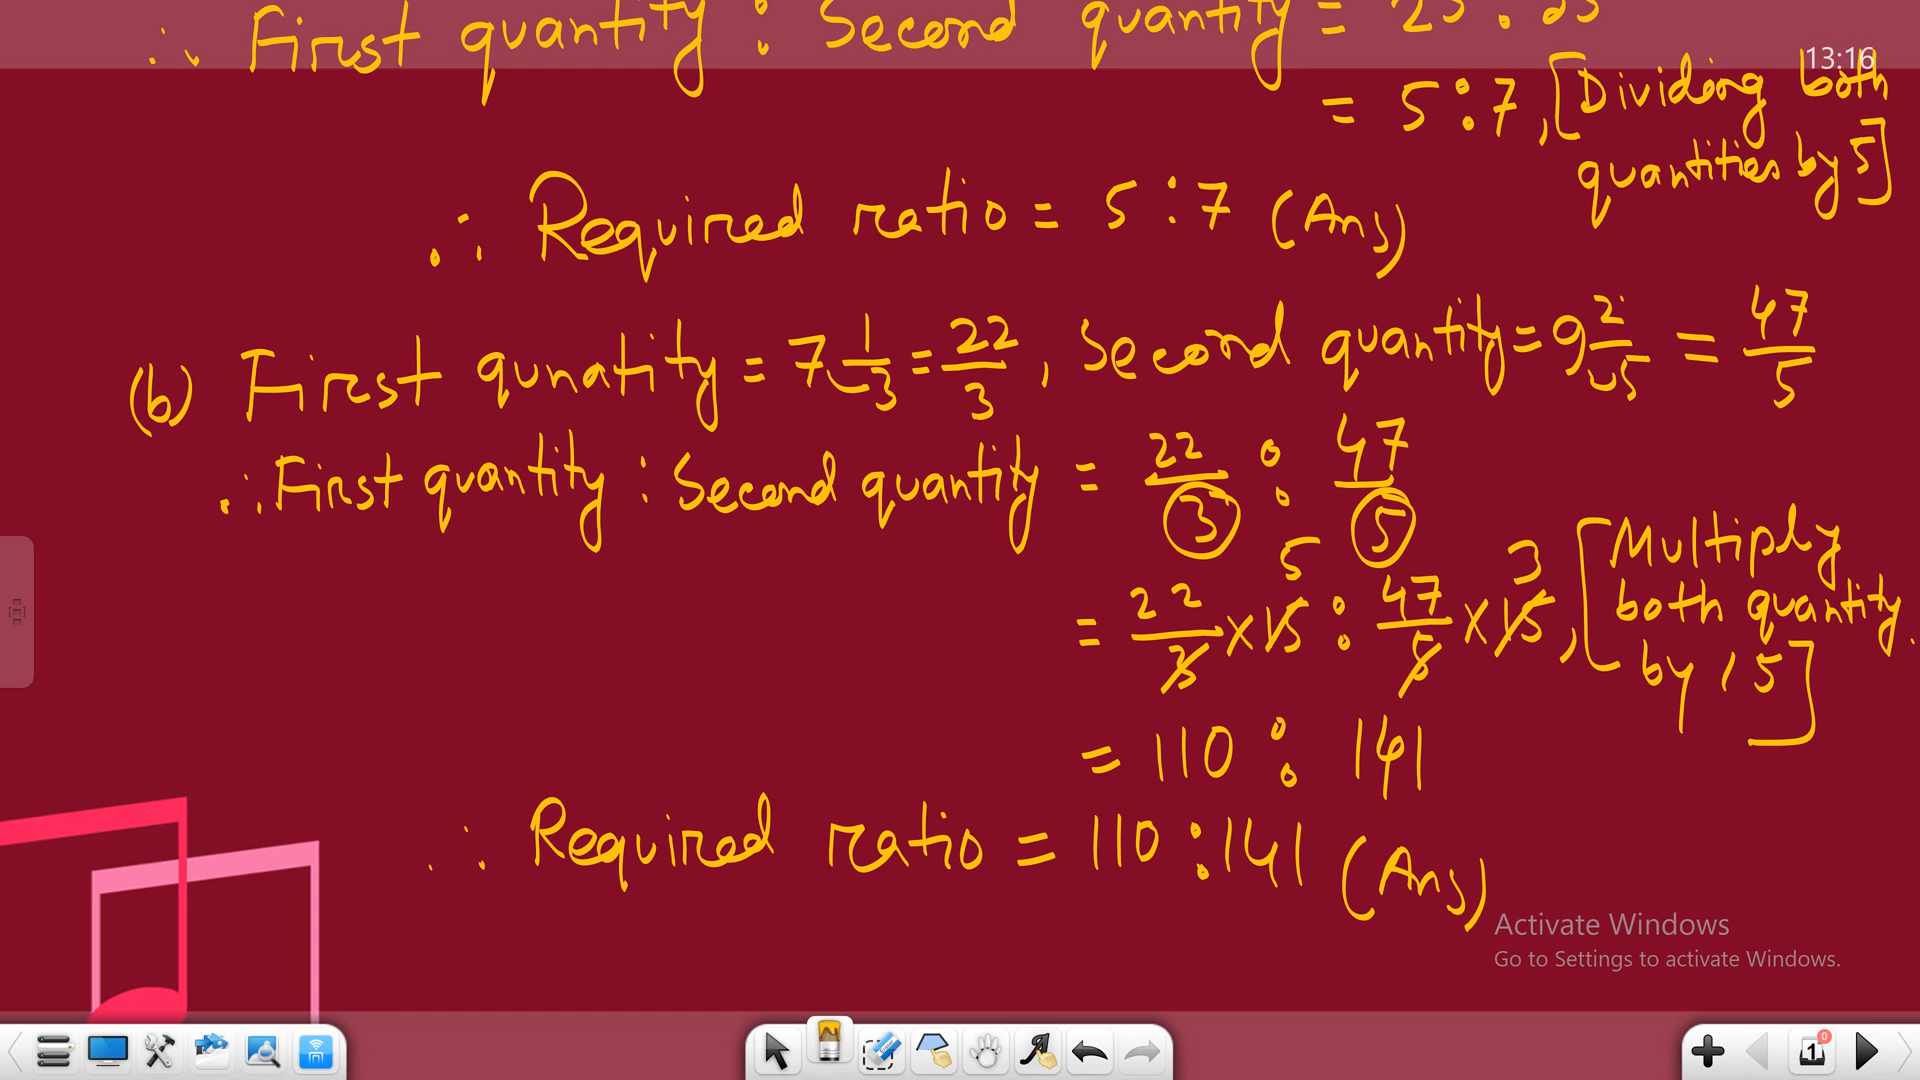 ∴ First quantity : Second quantity = 25 : 35
13:16
= 5 : 7, [Dividing both
quantities by 5]
∴ Required ratio = 5 : 7 (Ans)
(b) First qunatity = 7 1/3 = 22/3, Second quantity = 9 2/5 = 47/5
∴ First quantity : Second quantity = 22/3 : 47/5
= 22/3 × 15 5 : 47/5 × 15 3, [Multiply
both quantity
by 15]
= 110 : 141
∴ Required ratio = 110 : 141 (Ans)
Activate Windows
Go to Settings to activate Windows.
1
0